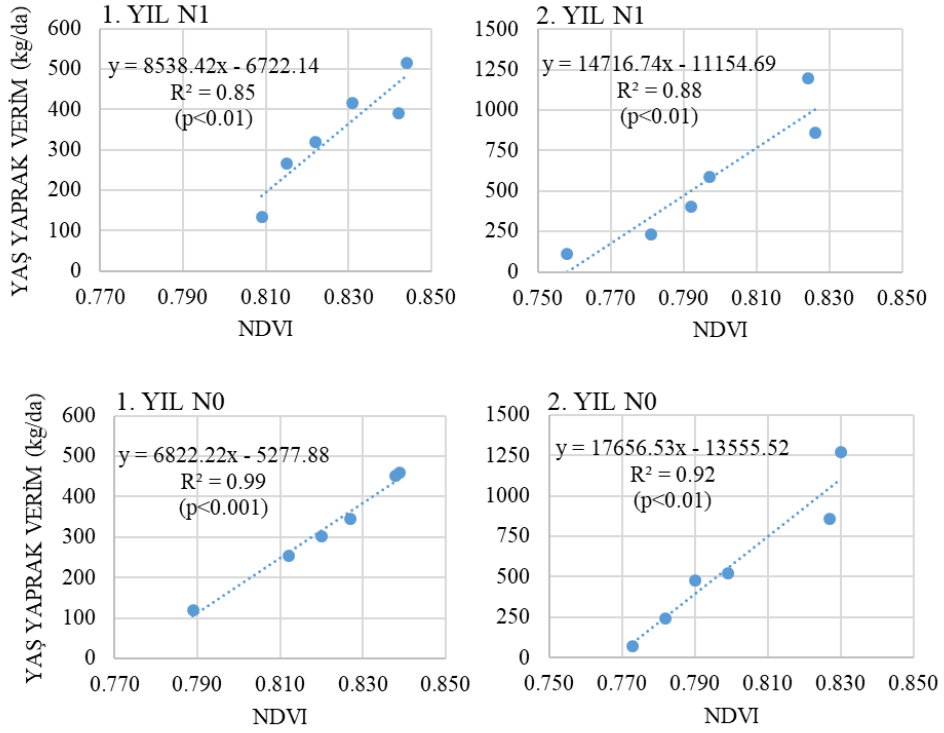 1. YIL N1
YAŞ YAPRAK VERİM (kg/da)
600
500
400
300
200
100
0
y = 8538.42x - 6722.14
R² = 0.85
(p<0.01)
0.770 0.790 0.810 0.830 0.850
NDVI
2. YIL N1
1500
1250
1000
750
500
250
0
y = 14716.74x - 11154.69
R² = 0.88
(p<0.01)
0.750 0.770 0.790 0.810 0.830 0.850
NDVI
1. YIL N0
YAŞ YAPRAK VERİM (kg/da)
600
500
400
300
200
100
0
y = 6822.22x - 5277.88
R² = 0.99
(p<0.001)
0.770 0.790 0.810 0.830 0.850
NDVI
2. YIL N0
1500
1250
1000
750
500
250
0
y = 17656.53x - 13555.52
R² = 0.92
(p<0.01)
0.750 0.770 0.790 0.810 0.830 0.850
NDVI